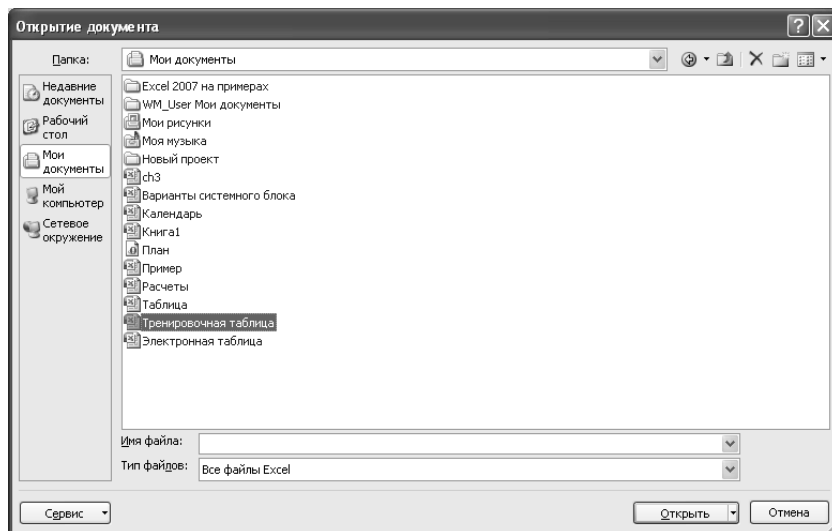 Открытие документа
Папка:
Мои документы
Недавние
документы
Рабочий
стол
Мои
документы
Мой
компьютер
Сетевое
окружение
Excel 2007 на примерах
WM_User Мои документы
Мои рисунки
Моя музыка
Новый проект
ch3
Варианты системного блока
Календарь
Книга1
План
Пример
Расчеты
Таблица
Тренировочная таблица
Электронная таблица
Имя файла:
Тип файлов:
Все файлы Excel
Сервис
Открыть
Отмена